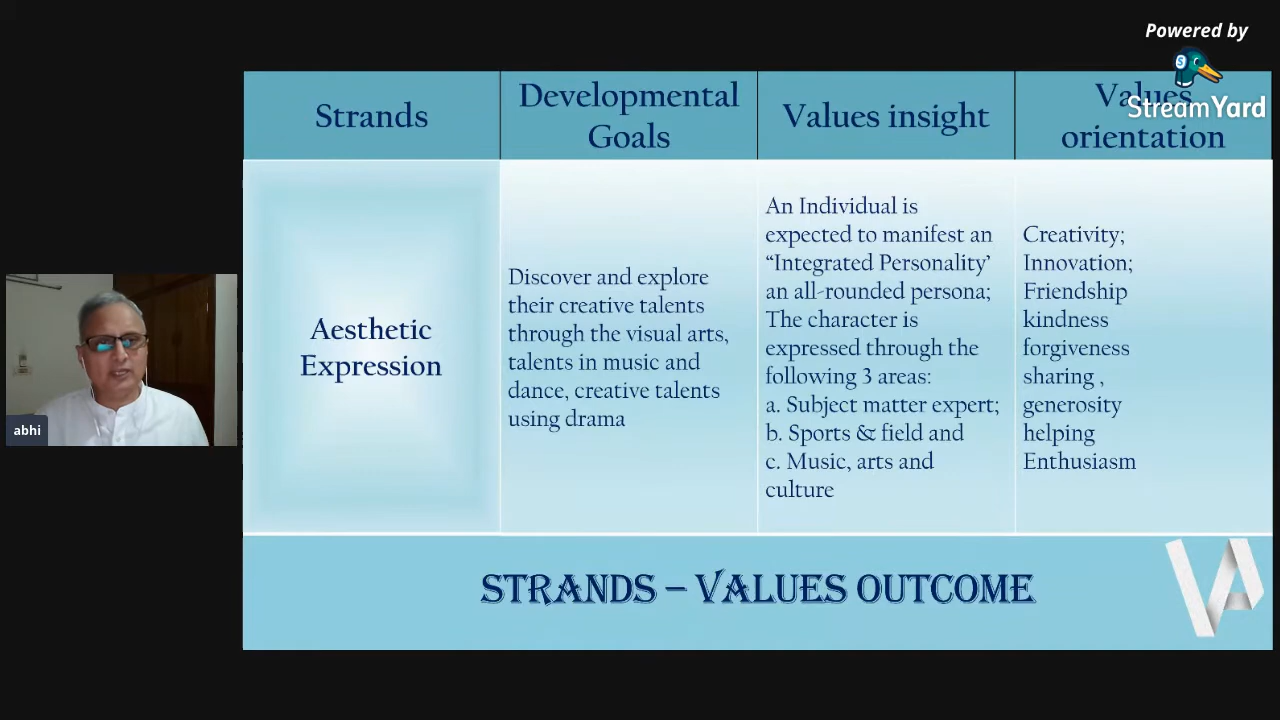 Powered by
StreamYard
Strands
Developmental
Goals
Values insight
Values
orientation
Aesthetic
Expression
Discover and explore
their creative talents
through the visual arts,
talents in music and
dance, creative talents
using drama
An Individual is
expected to manifest an
“Integrated Personality’
an all-rounded persona;
The character is
expressed through the
following 3 areas:
a. Subject matter expert;
b. Sports & field and
c. Music, arts and
culture
Creativity;
Innovation;
Friendship
kindness
forgiveness
sharing ,
generosity
helping
Enthusiasm
abhi
STRANDS – VALUES OUTCOME
VA